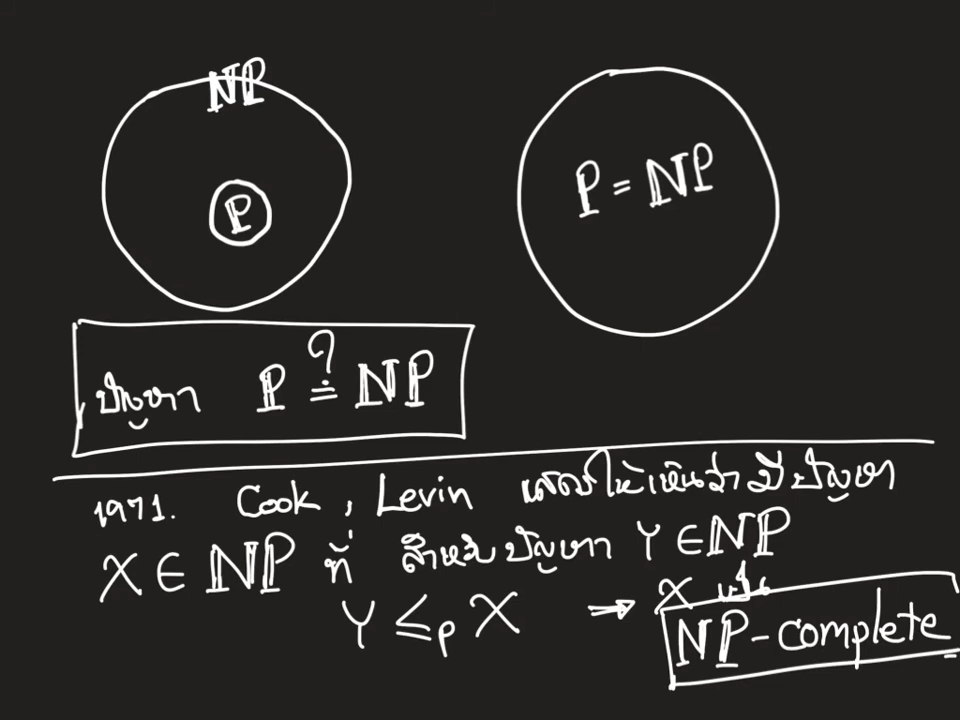 NP
P
P = NP
ปัญหา P ≟ NP
1971. Cook, Levin แสดงให้เห็นว่ามีปัญหา
X ∈ NP ที่ สำหรับปัญหา Y ∈ NP
Y ≤p X → X เป็น
NP-complete